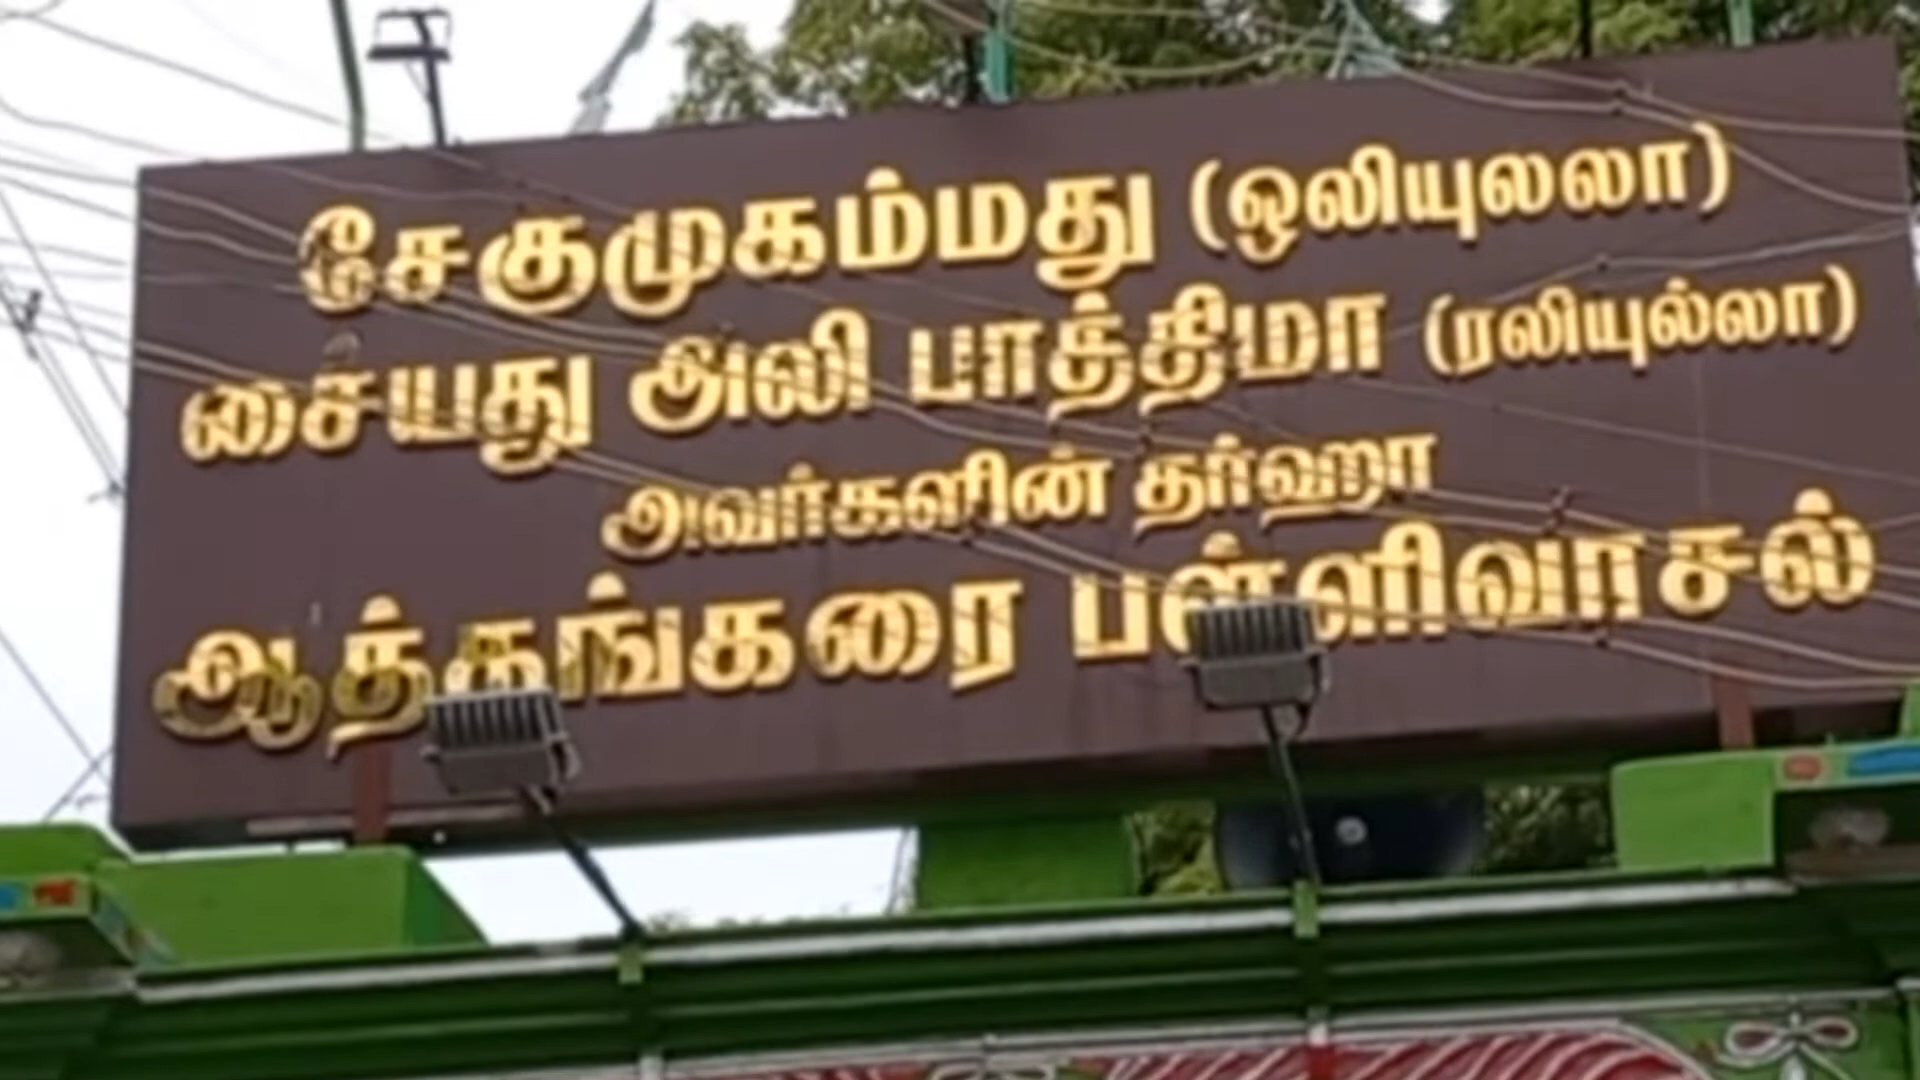 சேகுமுகம்மது (ஒலியுலலா)
சையது அலி பாத்திமா (ரலியுல்லா)
அவர்களின் தர்ஹா
ஆத்தங்கரை பள்ளிவாசல்